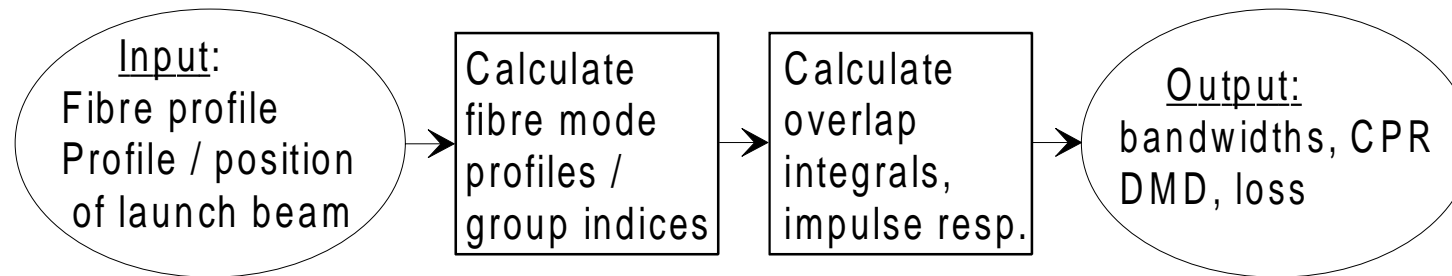 Input:
Fibre profile
Profile / position
of launch beam
Calculate
fibre mode
profiles /
group indices
Calculate
overlap
integrals,
impulse resp.
Output:
bandwidths, CPR
DMD, loss